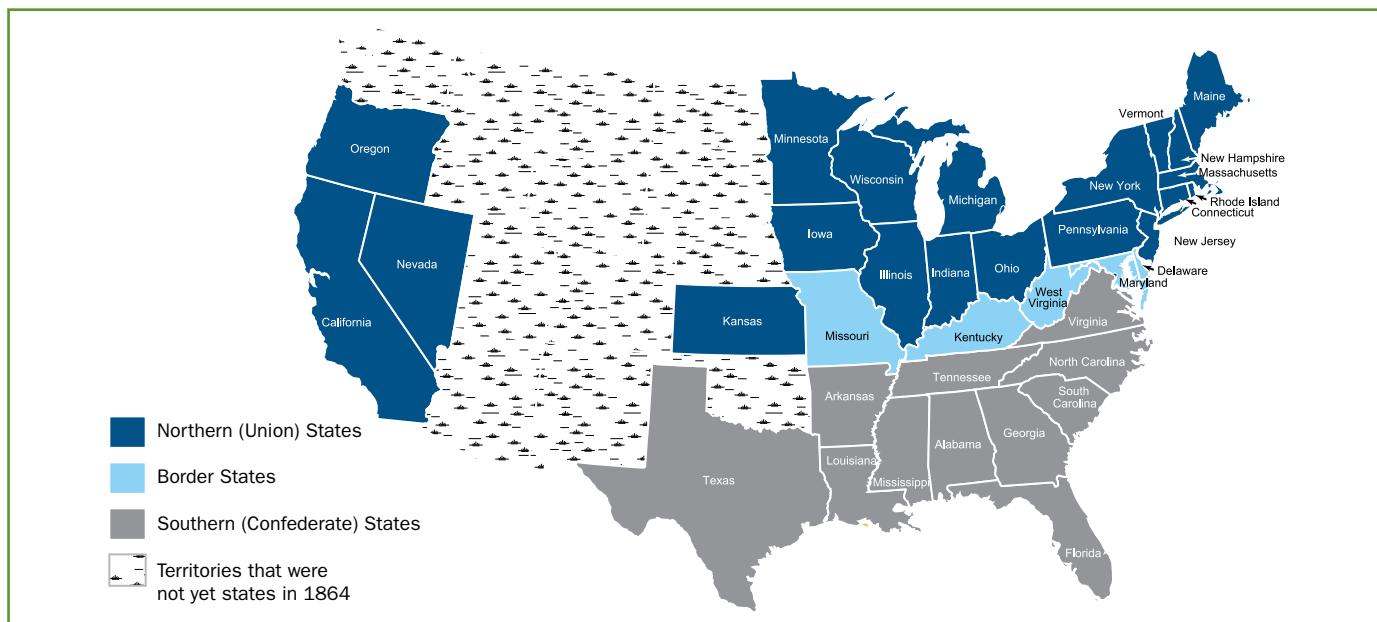 Maine
Vermont
Minnesota
Oregon
New Hampshire
Massachusetts
Wisconsin
New York
Michigan
Rhode Island
Connecticut
Pennsylvania
Iowa
New Jersey
Nevada
Illinois
Indiana
Ohio
Delaware
Maryland
West
Virginia
California
Kansas
Missouri
Kentucky
Virginia
North Carolina
Tennessee
Arkansas
South
Carolina
Georgia
Alabama
Louisiana
Mississippi
Texas
Florida
Northern (Union) States
Border States
Southern (Confederate) States
Territories that were
not yet states in 1864